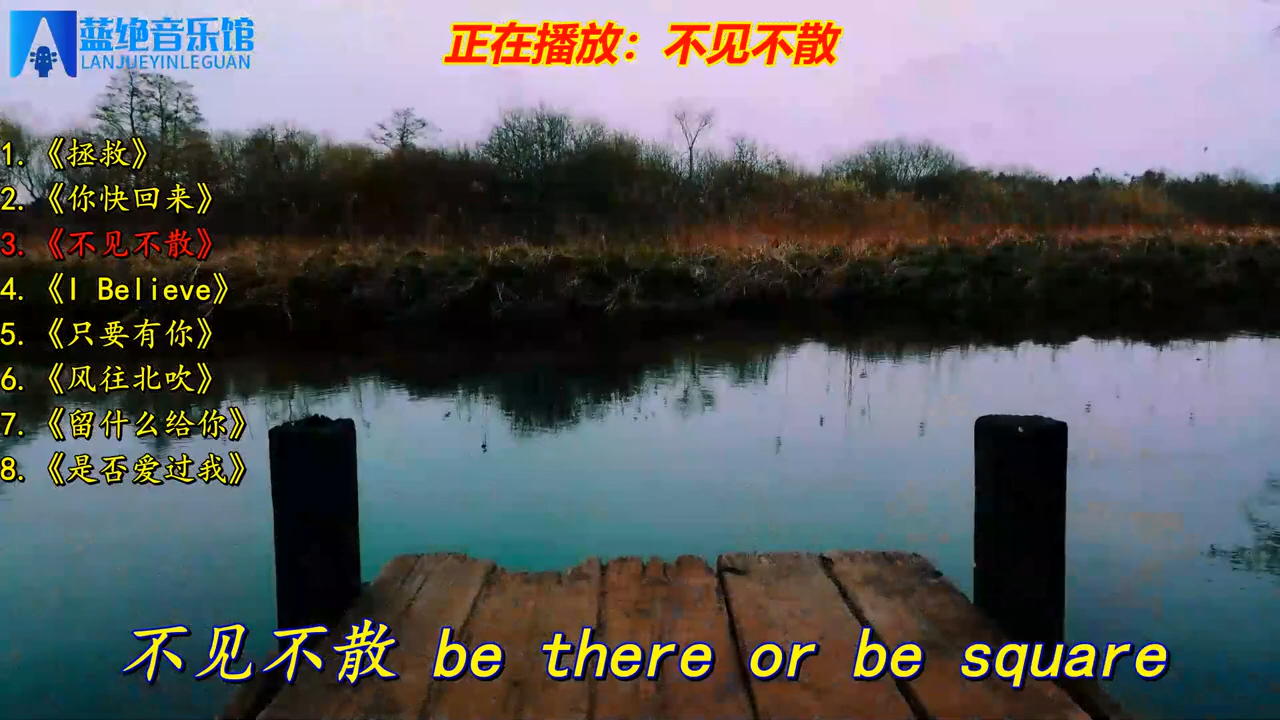 蓝绝音乐馆
LANJUEYINLEGUAN
正在播放：不见不散
1.《拯救》
2.《你快回来》
3.《不见不散》
4.《I Believe》
5.《只要有你》
6.《风往北吹》
7.《留什么给你》
8.《是否爱过我》
不见不散 be there or be square